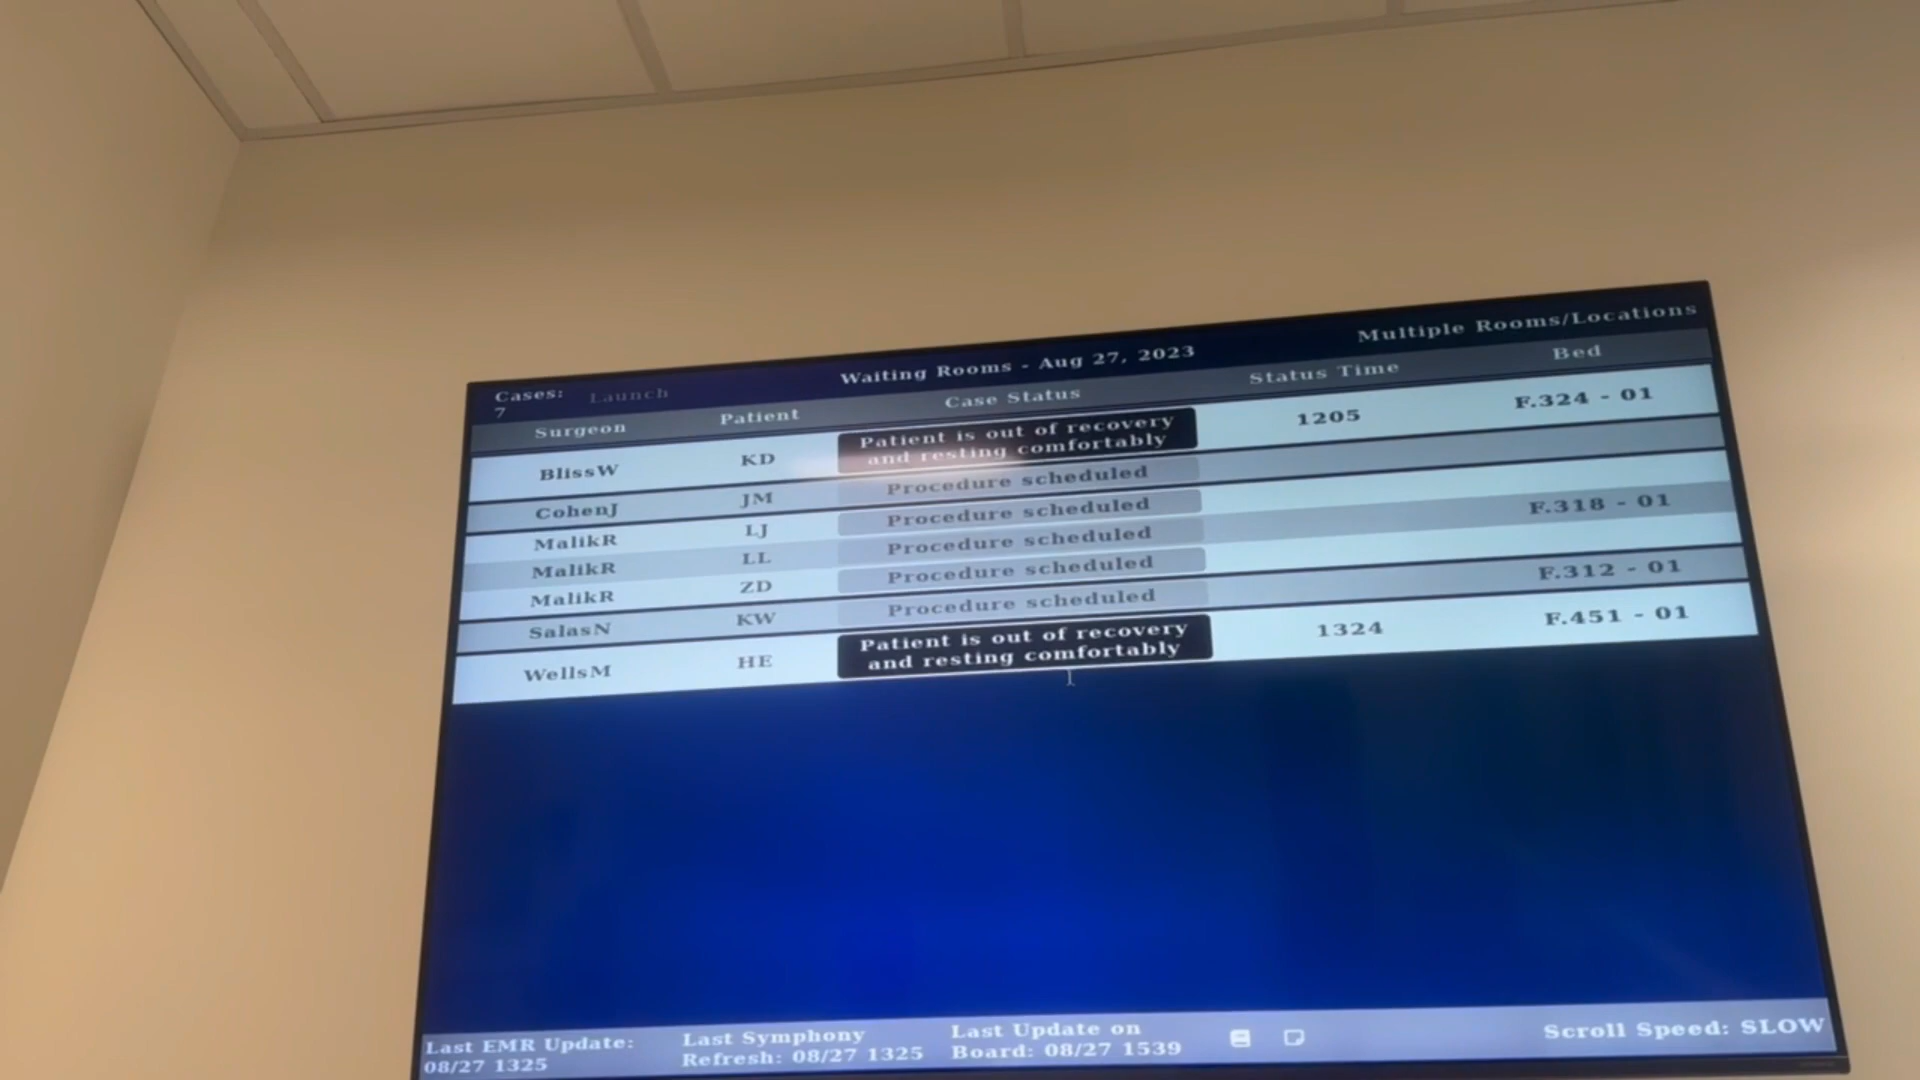 Waiting Rooms - Aug 27, 2023
Multiple Rooms/Locations
Cases: Launch
7
Surgeon Patient Case Status Status Time Bed
BlissW KD Patient is out of recovery 1205 F.324 - 01
and resting comfortably
CohenJ JM Procedure scheduled
MalikR LJ Procedure scheduled
MalikR LL Procedure scheduled F.318 - 01
MalikR ZD Procedure scheduled
SalasN KW Procedure scheduled F.312 - 01
WellsM HE Patient is out of recovery 1324 F.451 - 01
and resting comfortably
Last EMR Update:
08/27 1325
Last Symphony
Refresh: 08/27 1325
Last Update on
Board: 08/27 1539
Scroll Speed: SLOW